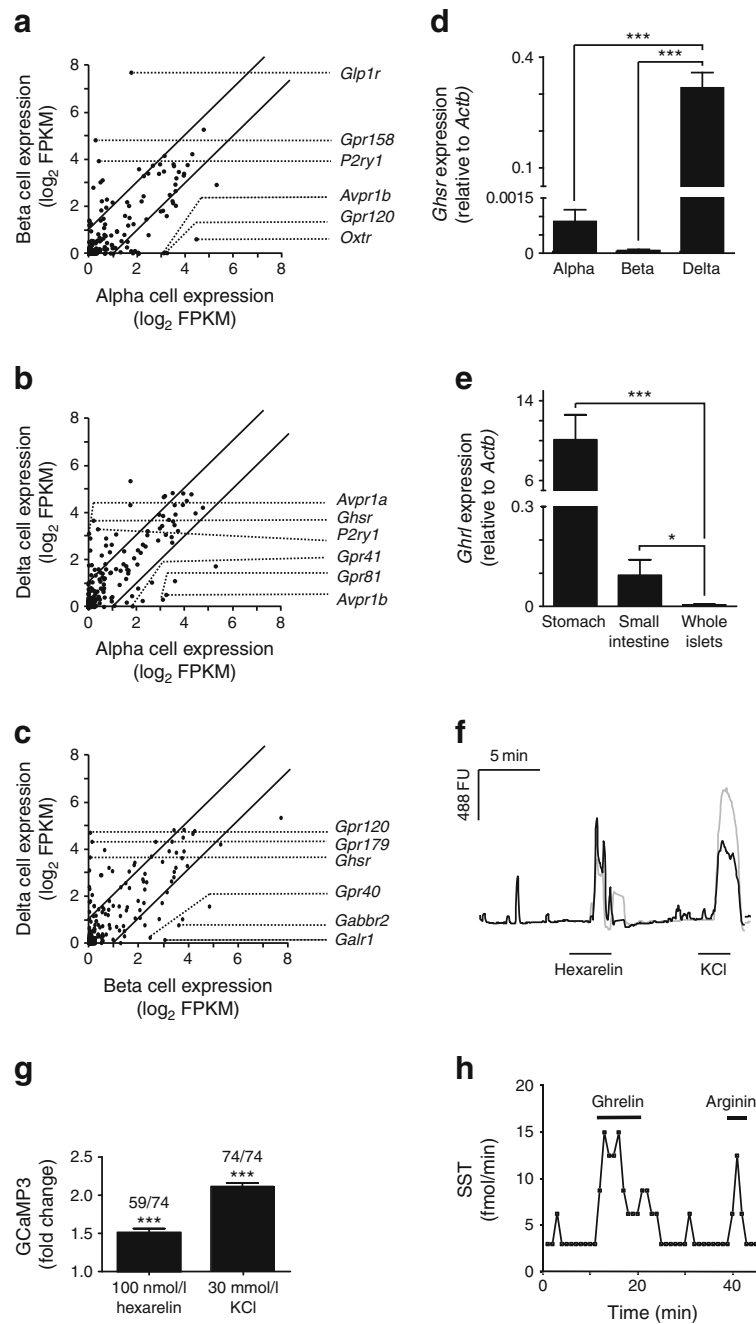 a
Beta cell expression
(log2 FPKM)
8
6
4
2
0
0 2 4 6 8
Alpha cell expression
(log2 FPKM)
Glp1r
Gpr158
P2ry1
Avpr1b
Gpr120
Oxtr
b
Delta cell expression
(log2 FPKM)
8
6
4
2
0
0 2 4 6 8
Alpha cell expression
(log2 FPKM)
Avpr1a
Ghsr
P2ry1
Gpr41
Gpr81
Avpr1b
c
Delta cell expression
(log2 FPKM)
8
6
4
2
0
0 2 4 6 8
Beta cell expression
(log2 FPKM)
Gpr120
Gpr179
Ghsr
Gpr40
Gabbr2
Galr1
d
Ghsr expression
(relative to Actb)
0.4
0.1
0.0015
0
***
***
Alpha Beta Delta
e
Ghrl expression
(relative to Actb)
14
6
0.3
0
***
*
Stomach Small Whole
intestine islets
f
5 min
488 FU
Hexarelin KCl
g
GCaMP3
(fold change)
2.5
2.0
1.5
1.0
59/74
***
74/74
***
100 nmol/l 30 mmol/l
hexarelin KCl
h
SST
(fmol/min)
20
15
10
5
0
Ghrelin Arginin
0 20 40
Time (min)